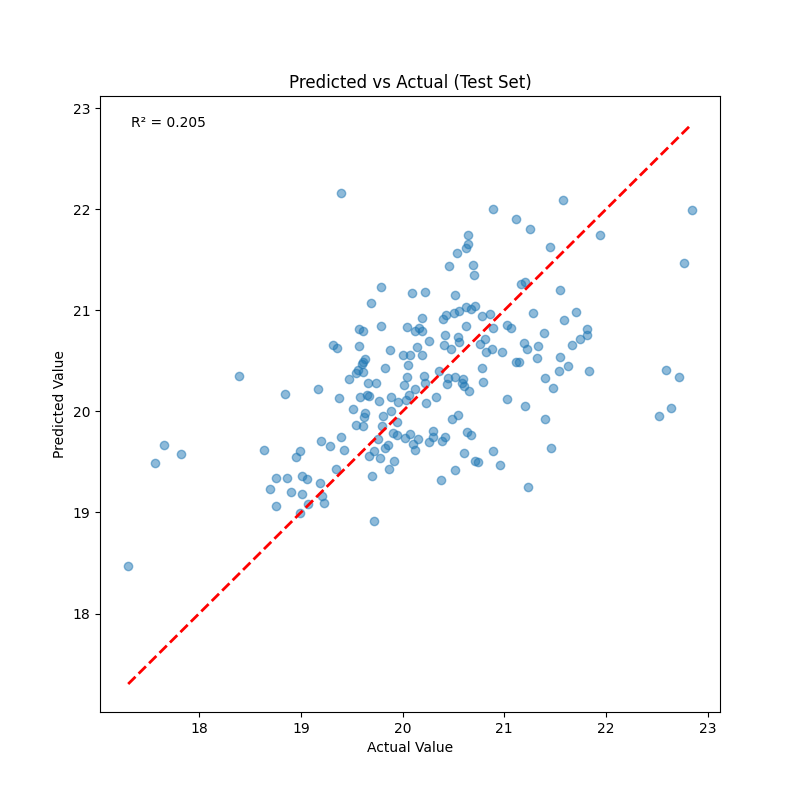 Predicted vs Actual (Test Set)
R² = 0.205
Predicted Value
23
22
21
20
19
18
18 19 20 21 22 23
Actual Value